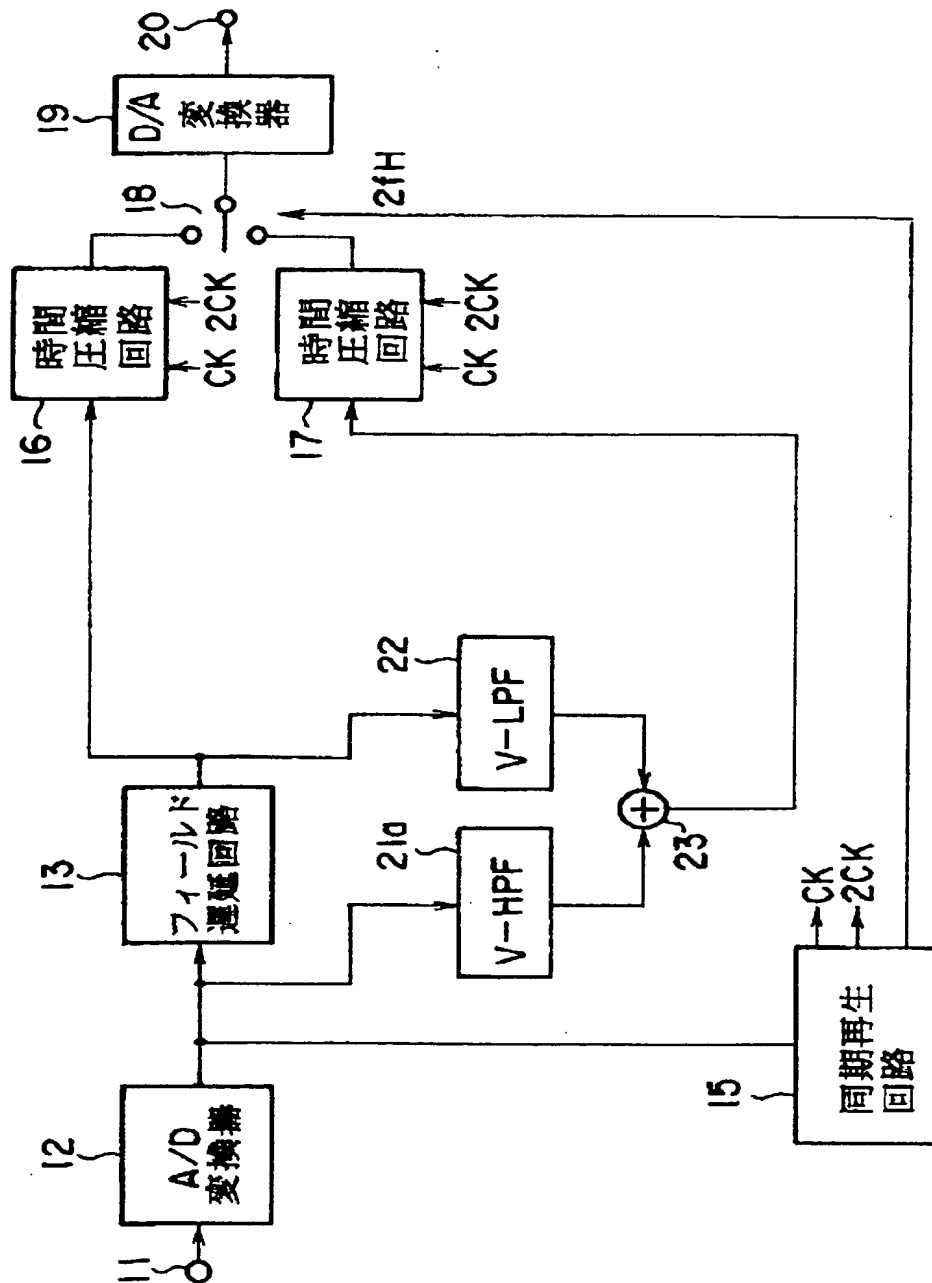 11
12
A/D
変換器
13
フィールド
遅延回路
16
時間
圧縮
回路
CK 2CK
17
時間
圧縮
回路
CK 2CK
18
2fH
19
D/A
変換器
20
21a
V-HPF
22
V-LPF
23
+
15
同期再生
回路
CK
2CK